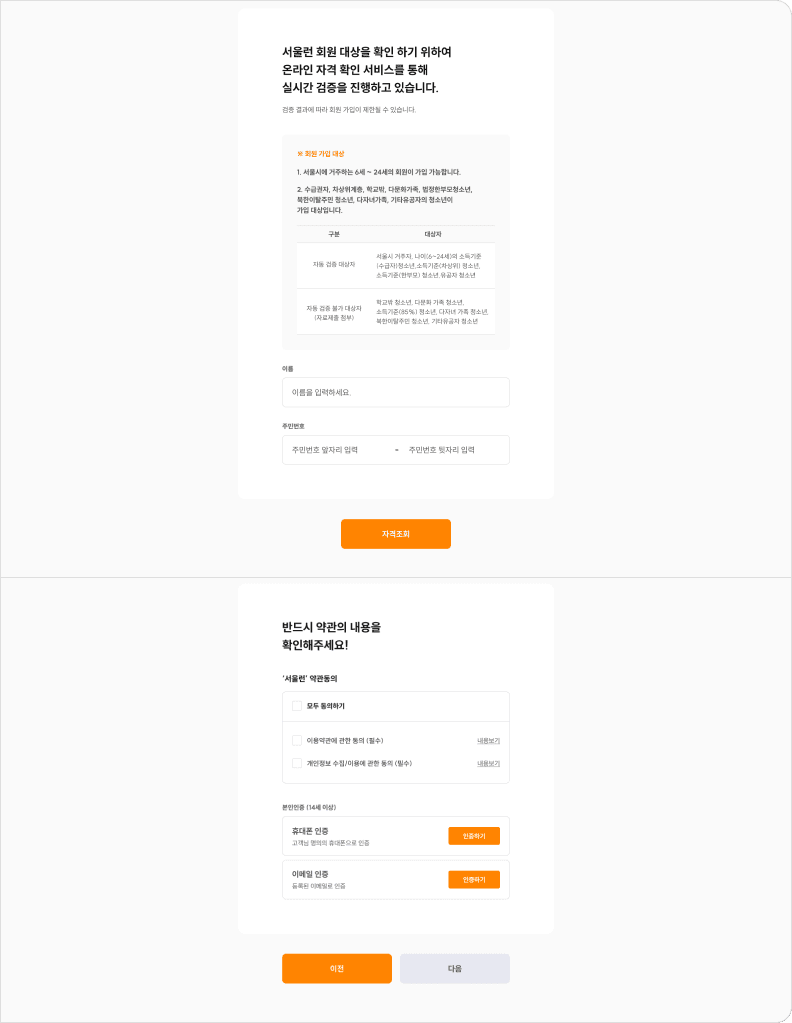 서울런 회원 대상을 확인 하기 위하여
온라인 자격 확인 서비스를 통해
실시간 검증을 진행하고 있습니다.
검증 결과에 따라 회원 가입이 제한될 수 있습니다.
※ 회원 가입 대상
1. 서울시에 거주하는 6세 ~ 24세의 회원이 가입 가능합니다.
2. 수급권자, 차상위계층, 학교밖, 다문화가족, 법정한부모청소년,
북한이탈주민 청소년, 다자녀가족, 기타유공자의 청소년이
가입 대상입니다.
구분 대상자
자동 검증 대상자
서울시 거주자, 나이(6~24세)의 소득기준
(수급자)청소년,소득기준(차상위) 청소년,
소득기준(한부모) 청소년,유공자 청소년
자동 검증 불가 대상자
(자료제출 첨부)
학교밖 청소년, 다문화 가족 청소년,
소득기준(85%) 청소년, 다자녀 가족 청소년,
북한이탈주민 청소년, 기타유공자 청소년
이름
이름을 입력하세요.
주민번호
주민번호 앞자리 입력 - 주민번호 뒷자리 입력
자격조회
반드시 약관의 내용을
확인해주세요!
'서울런' 약관동의
모두 동의하기
이용약관에 관한 동의 (필수) 내용보기
개인정보 수집/이용에 관한 동의 (필수) 내용보기
본인인증 (14세 이상)
휴대폰 인증
고객님 명의의 휴대폰으로 인증
인증하기
이메일 인증
등록된 이메일로 인증
인증하기
이전 다음